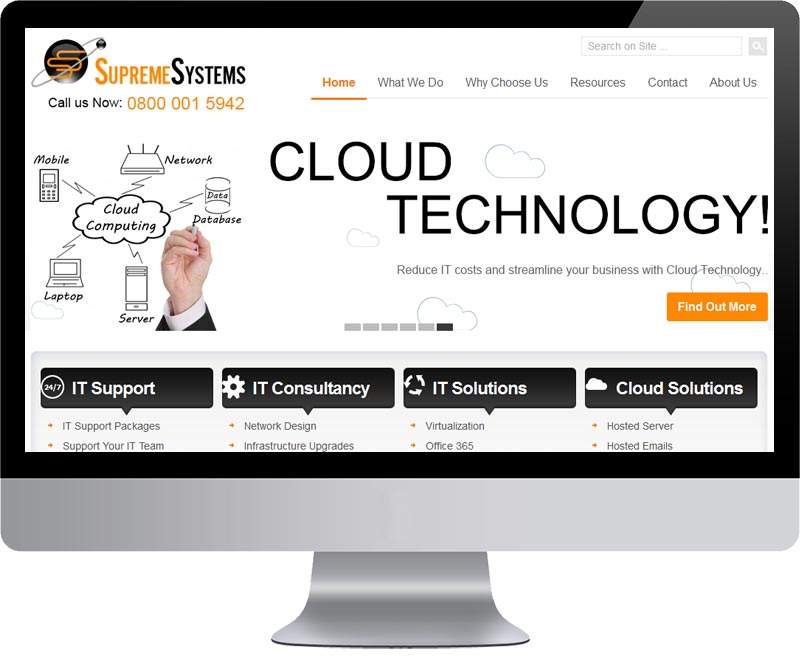 SUPREMESYSTEMS
Call us Now: 0800 001 5942
Search on Site ...
Home What We Do Why Choose Us Resources Contact About Us
Mobile
Network
Data
Database
Cloud
Computing
Laptop
Server
CLOUD
TECHNOLOGY!
Reduce IT costs and streamline your business with Cloud Technology..
Find Out More
24/7 IT Support
IT Consultancy
IT Solutions
Cloud Solutions
IT Support Packages
Network Design
Virtualization
Hosted Server
Support Your IT Team
Infrastructure Upgrades
Office 365
Hosted Emails